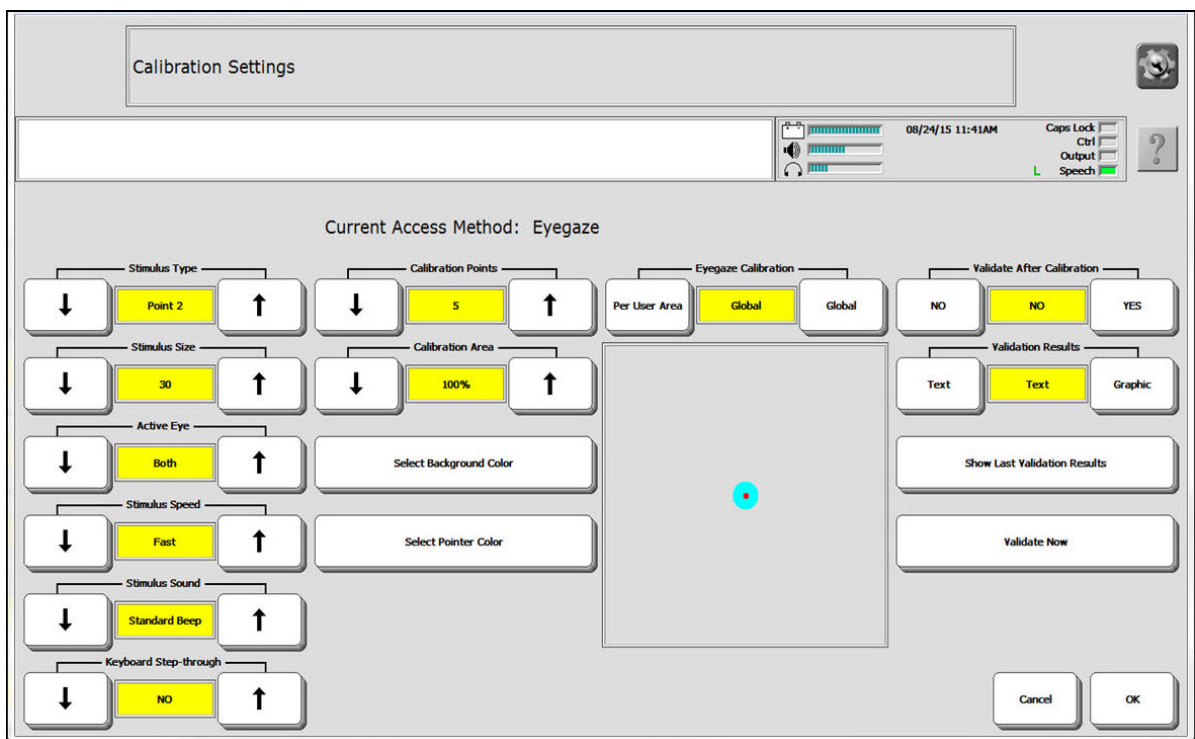 Calibration Settings
08/24/15 11:41AM
Caps Lock
Ctrl
Output
L Speech
?
Current Access Method: Eyegaze
Stimulus Type
↓ Point 2 ↑
Calibration Points
↓ 5 ↑
Eyegaze Calibration
Per User Area Global Global
Validate After Calibration
NO NO YES
Stimulus Size
↓ 30 ↑
Calibration Area
↓ 100% ↑
Validation Results
Text Text Graphic
Active Eye
↓ Both ↑
Select Background Color
Show Last Validation Results
Stimulus Speed
↓ Fast ↑
Select Pointer Color
Validate Now
Stimulus Sound
↓ Standard Beep ↑
Keyboard Step-through
↓ NO ↑
Cancel
OK